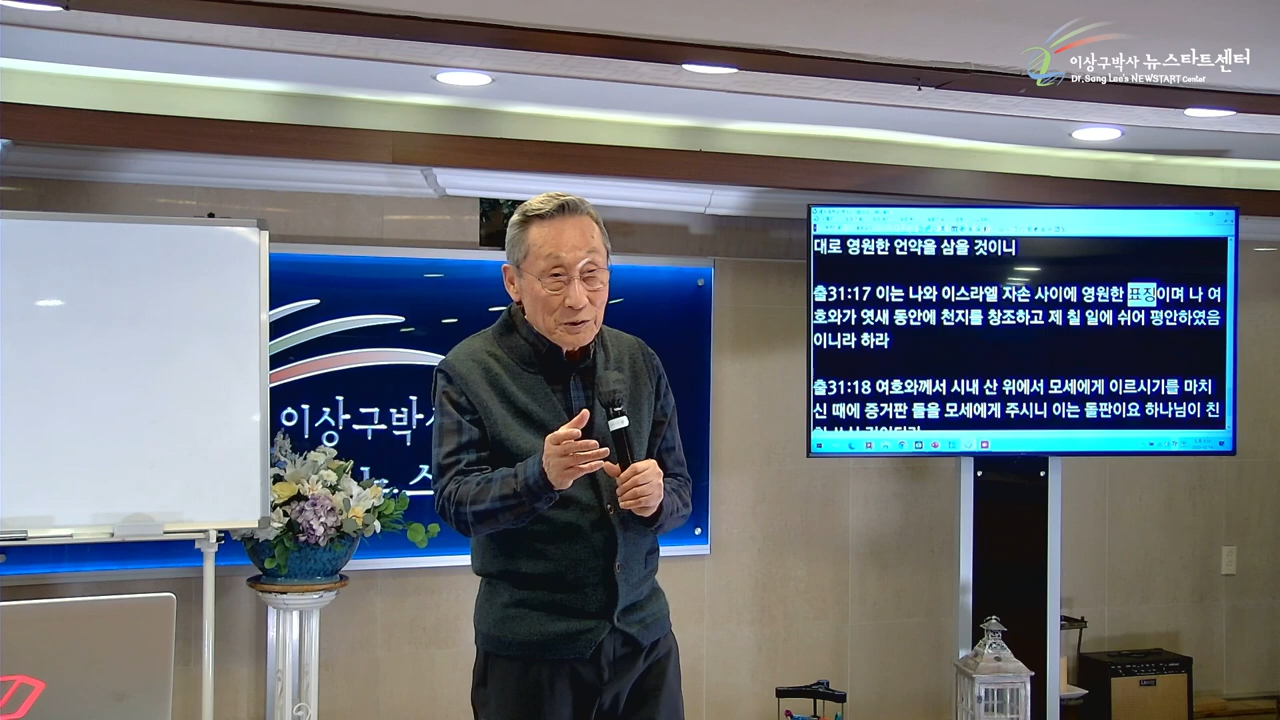 이상구박사 뉴스타트센터
Dr. Sang Lee's NEWSTART Center
대로 영원한 언약을 삼을 것이니
출31:17 이는 나와 이스라엘 자손 사이에 영원한 표징이며 나 여
호와가 엿새 동안에 천지를 창조하고 제 칠 일에 쉬어 평안하였음
이니라 하라
출31:18 여호와께서 시내 산 위에서 모세에게 이르시기를 마치
신 때에 증거판 둘을 모세에게 주시니 이는 돌판이요 하나님이 친
이상구박사
뉴스